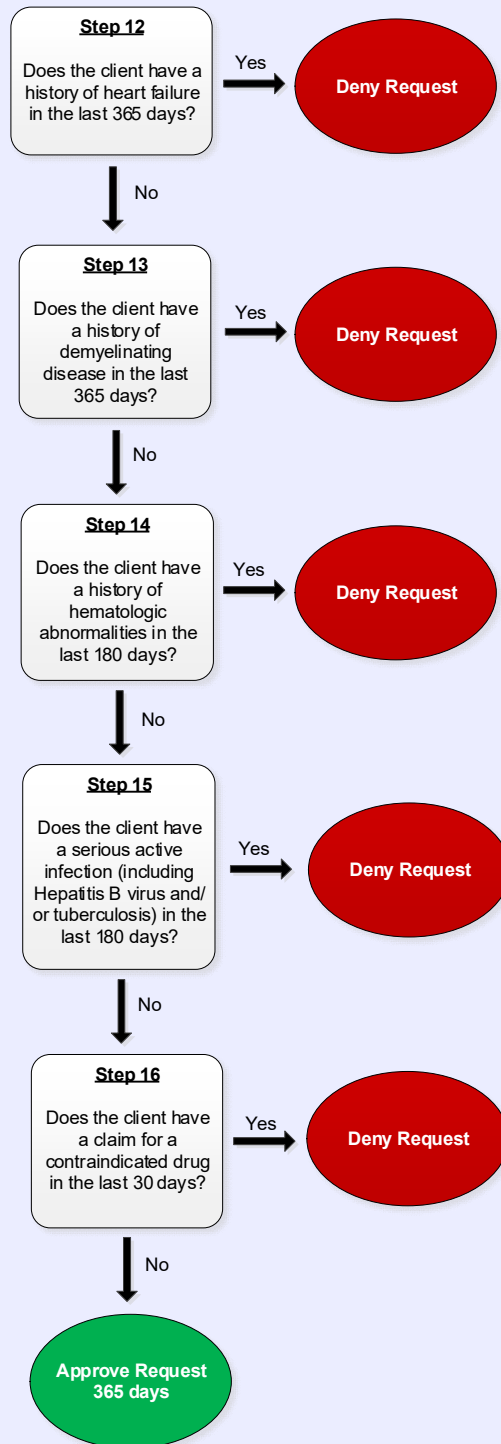 Step 12
Does the client have a
history of heart failure
in the last 365 days?
Yes
Deny Request
No
Step 13
Does the client have
a history of
demyelinating
disease in the last
365 days?
Yes
Deny Request
No
Step 14
Does the client have
a history of
hematologic
abnormalities in the
last 180 days?
Yes
Deny Request
No
Step 15
Does the client have
a serious active
infection (including
Hepatitis B virus and/
or tuberculosis) in the
last 180 days?
Yes
Deny Request
No
Step 16
Does the client have
a claim for a
contraindicated drug
in the last 30 days?
Yes
Deny Request
No
Approve Request
365 days